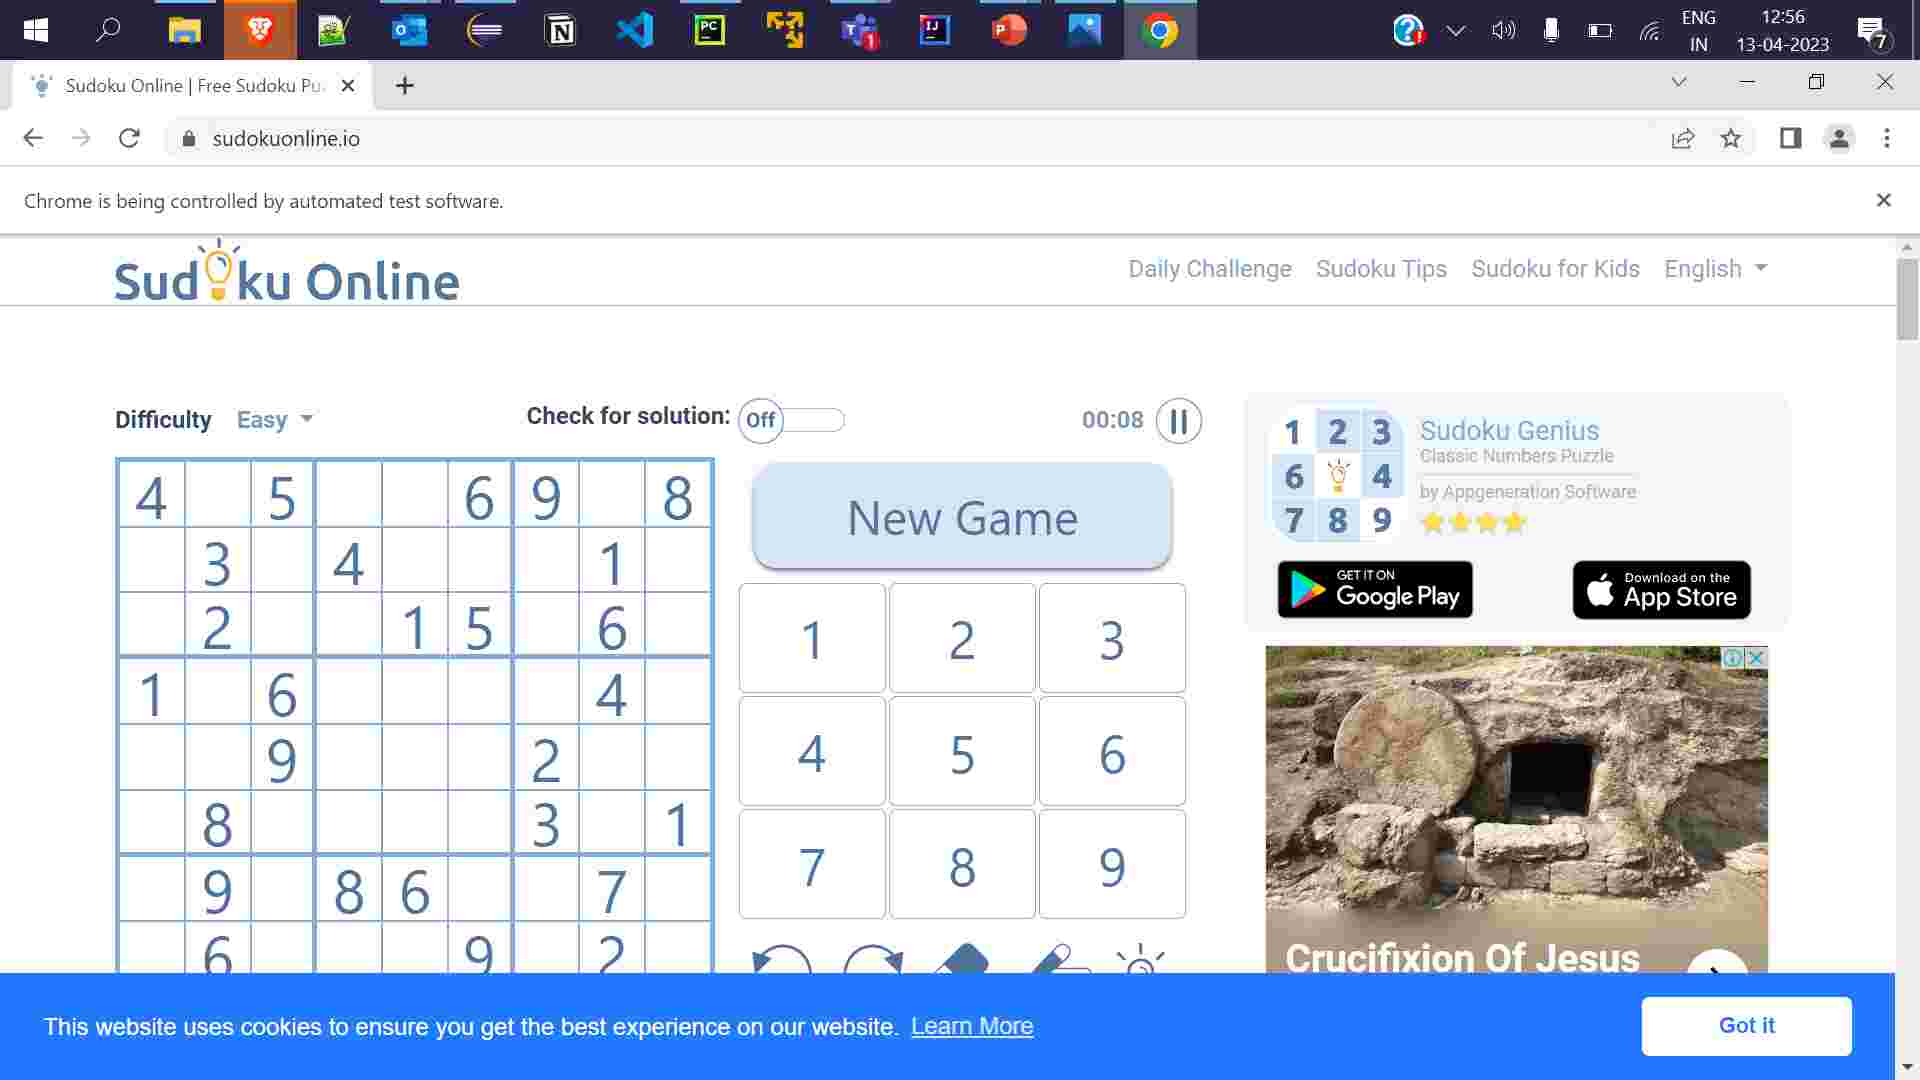 ENG
IN
12:56
13-04-2023
7
1
Sudoku Online | Free Sudoku Pu
sudokuonline.io
Chrome is being controlled by automated test software.
Sudoku Online
Daily Challenge Sudoku Tips Sudoku for Kids English
Difficulty Easy
Check for solution: Off
00:08
4 5 6 9 8
3 4 1
2 1 5 6
1 6 4
9 2
8 3 1
9 8 6 7
6 9 2
New Game
1 2 3
4 5 6
7 8 9
1 2 3
6 4
7 8 9
Sudoku Genius
Classic Numbers Puzzle
by Appgeneration Software
GET IT ON
Google Play
Download on the
App Store
Crucifixion Of Jesus
This website uses cookies to ensure you get the best experience on our website. Learn More
Got it